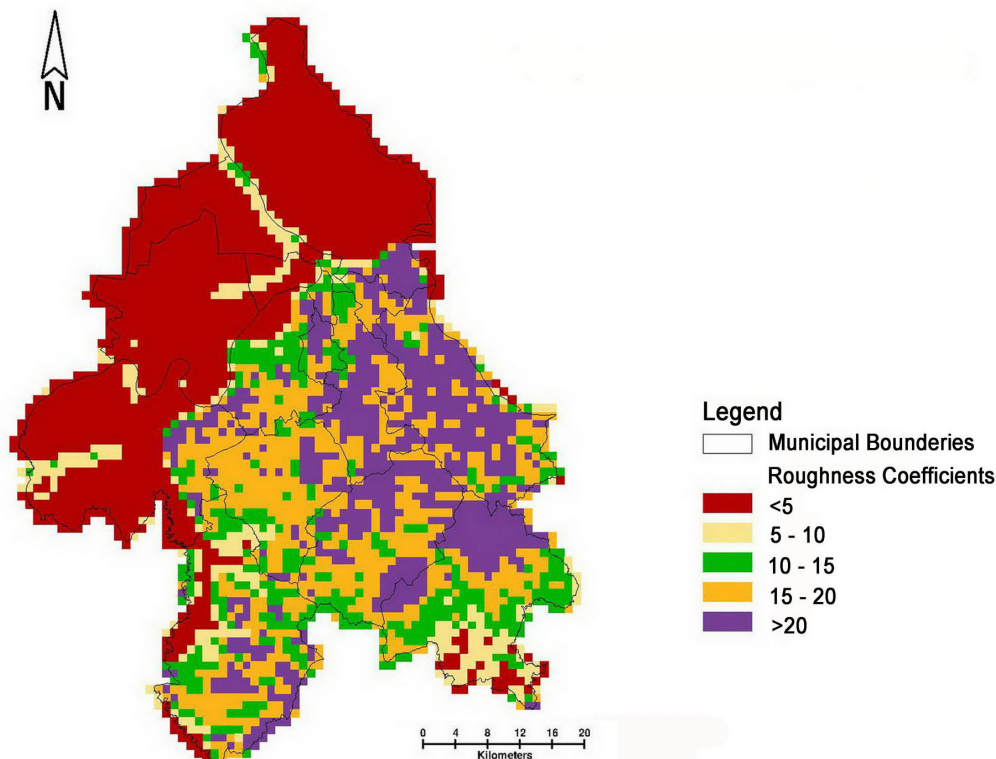 N
Legend
Municipal Bounderies
Roughness Coefficients
<5
5 - 10
10 - 15
15 - 20
>20
0 4 8 12 16 20
Kilometers